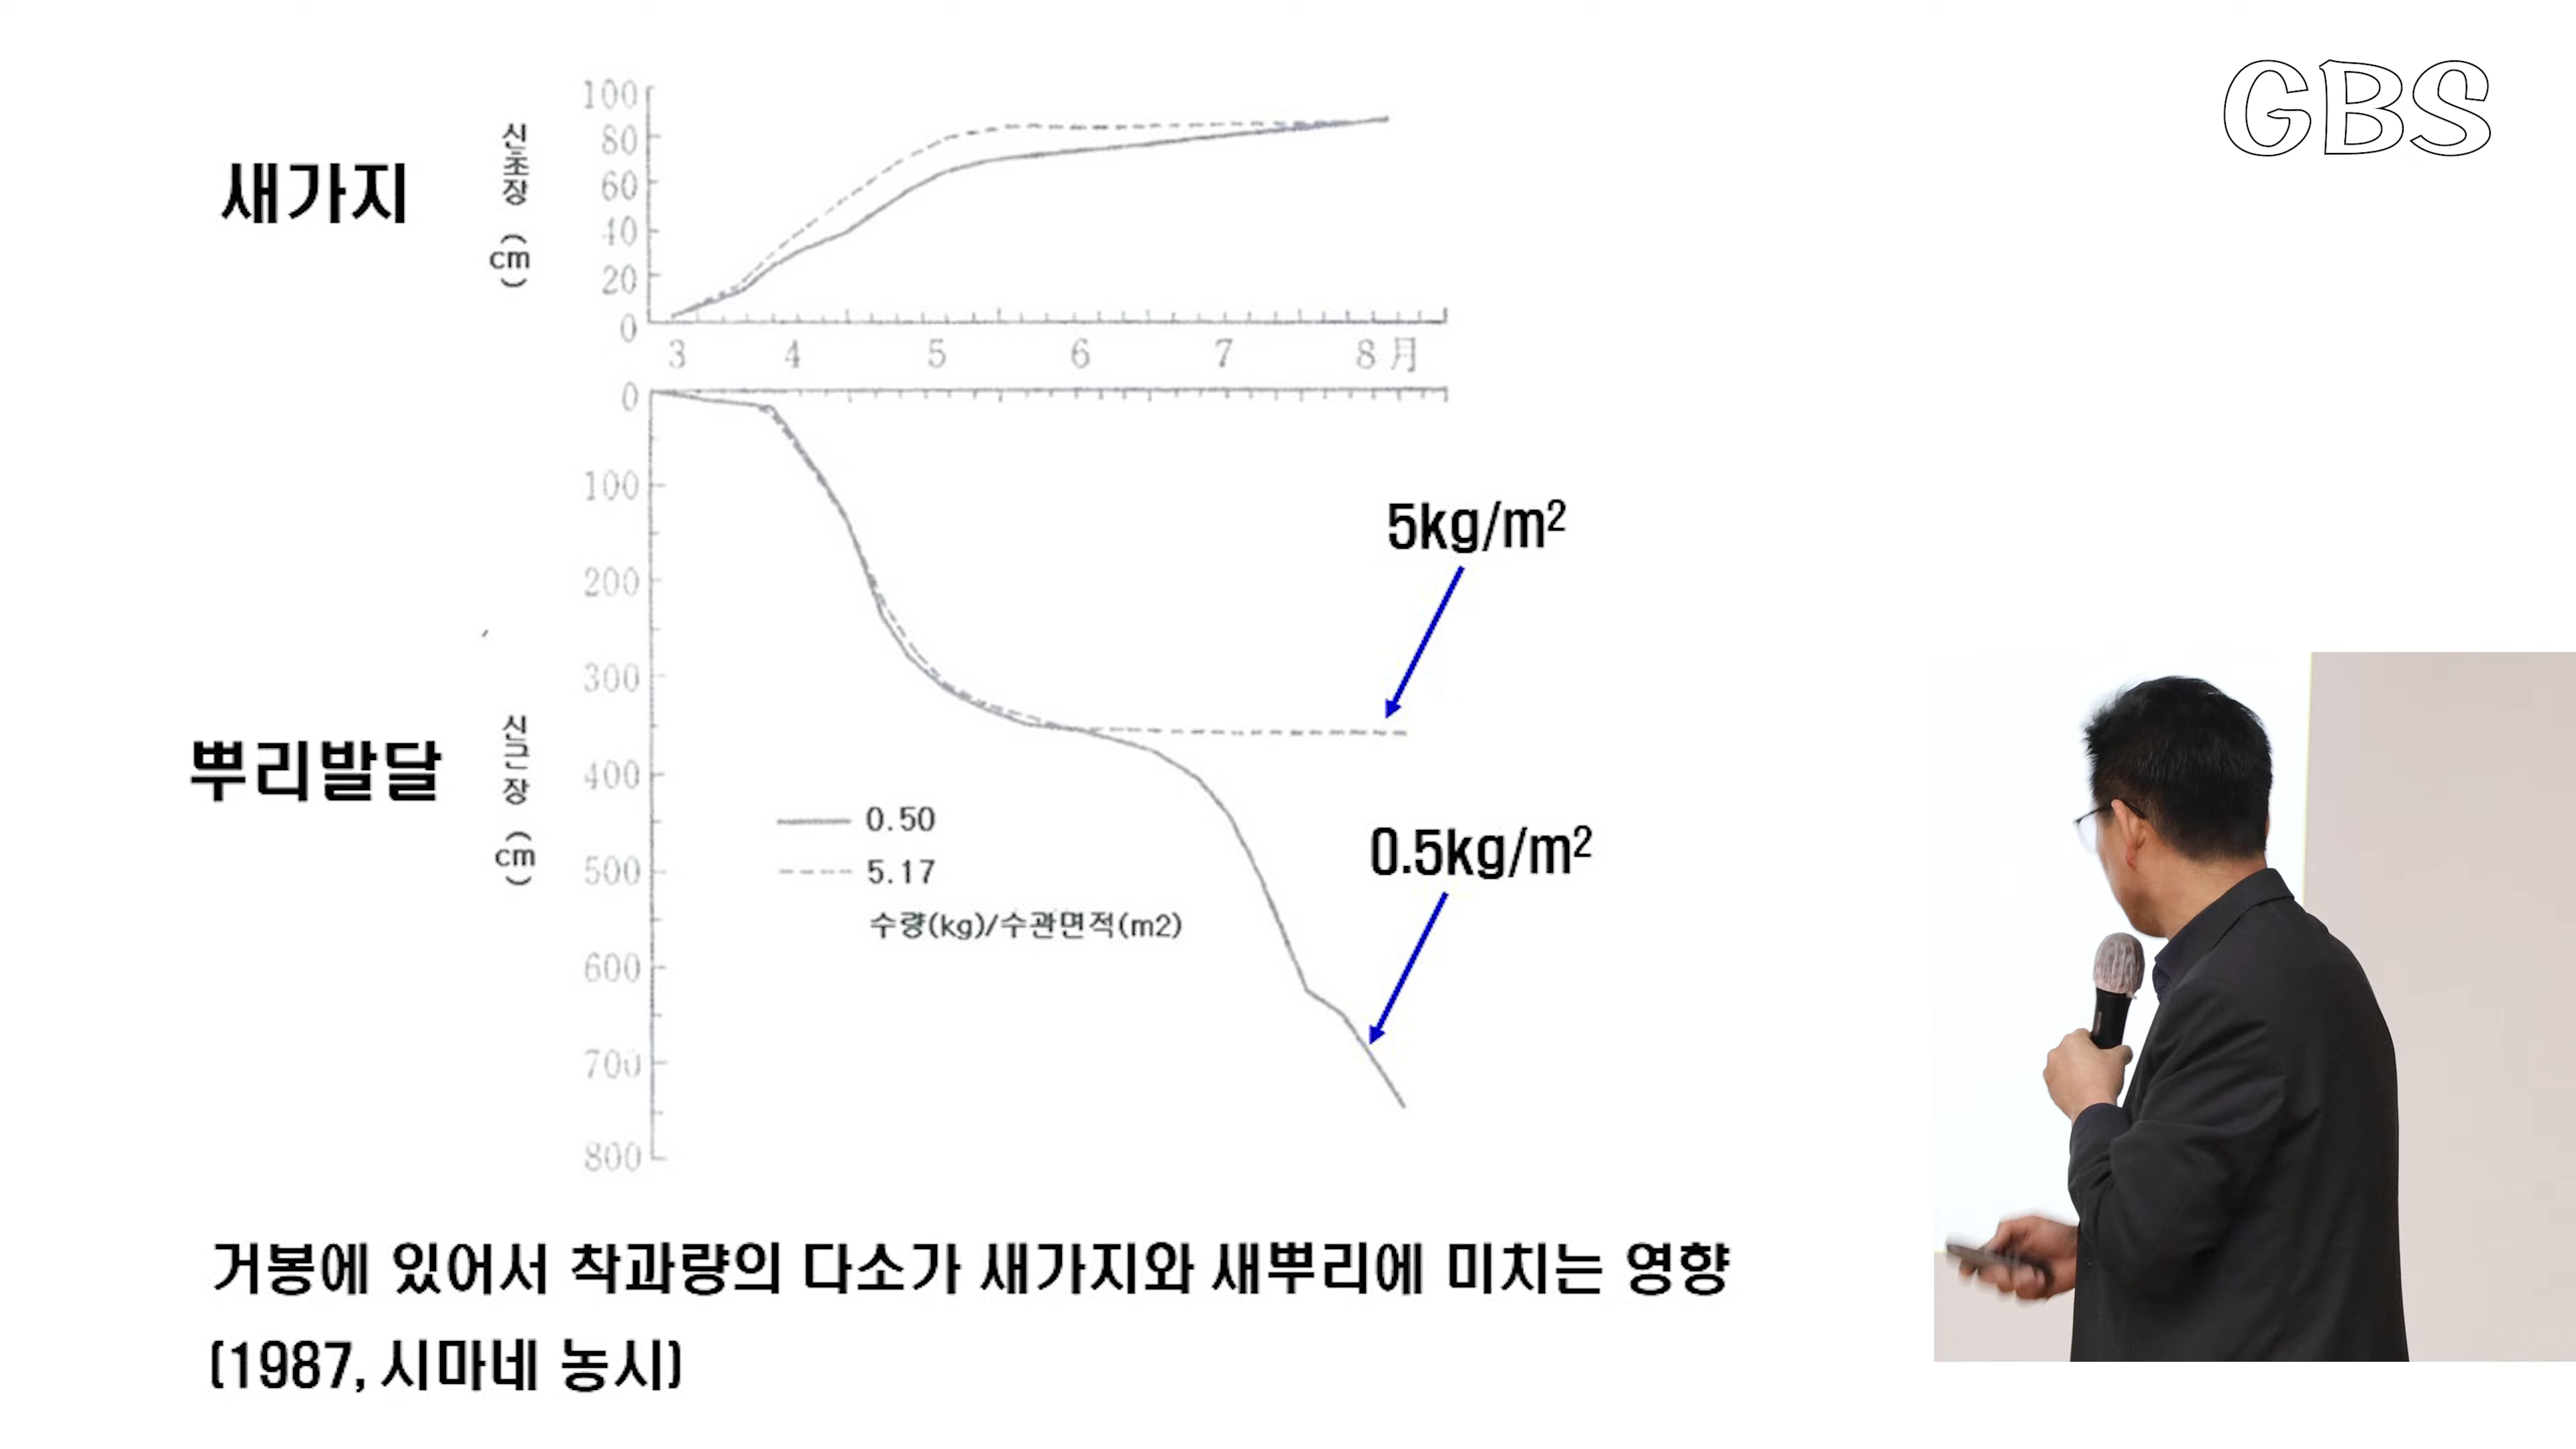 GBS
새가지
신초장 (cm)
100
80
60
40
20
0
3 4 5 6 7 8 月
뿌리발달
신근장 (cm)
0
100
200
300
400
500
600
700
800
5kg/m²
0.5kg/m²
0.50
5.17
수량(kg)/수관면적(m2)
거봉에 있어서 착과량의 다소가 새가지와 새뿌리에 미치는 영향
(1987, 시마네 농시)